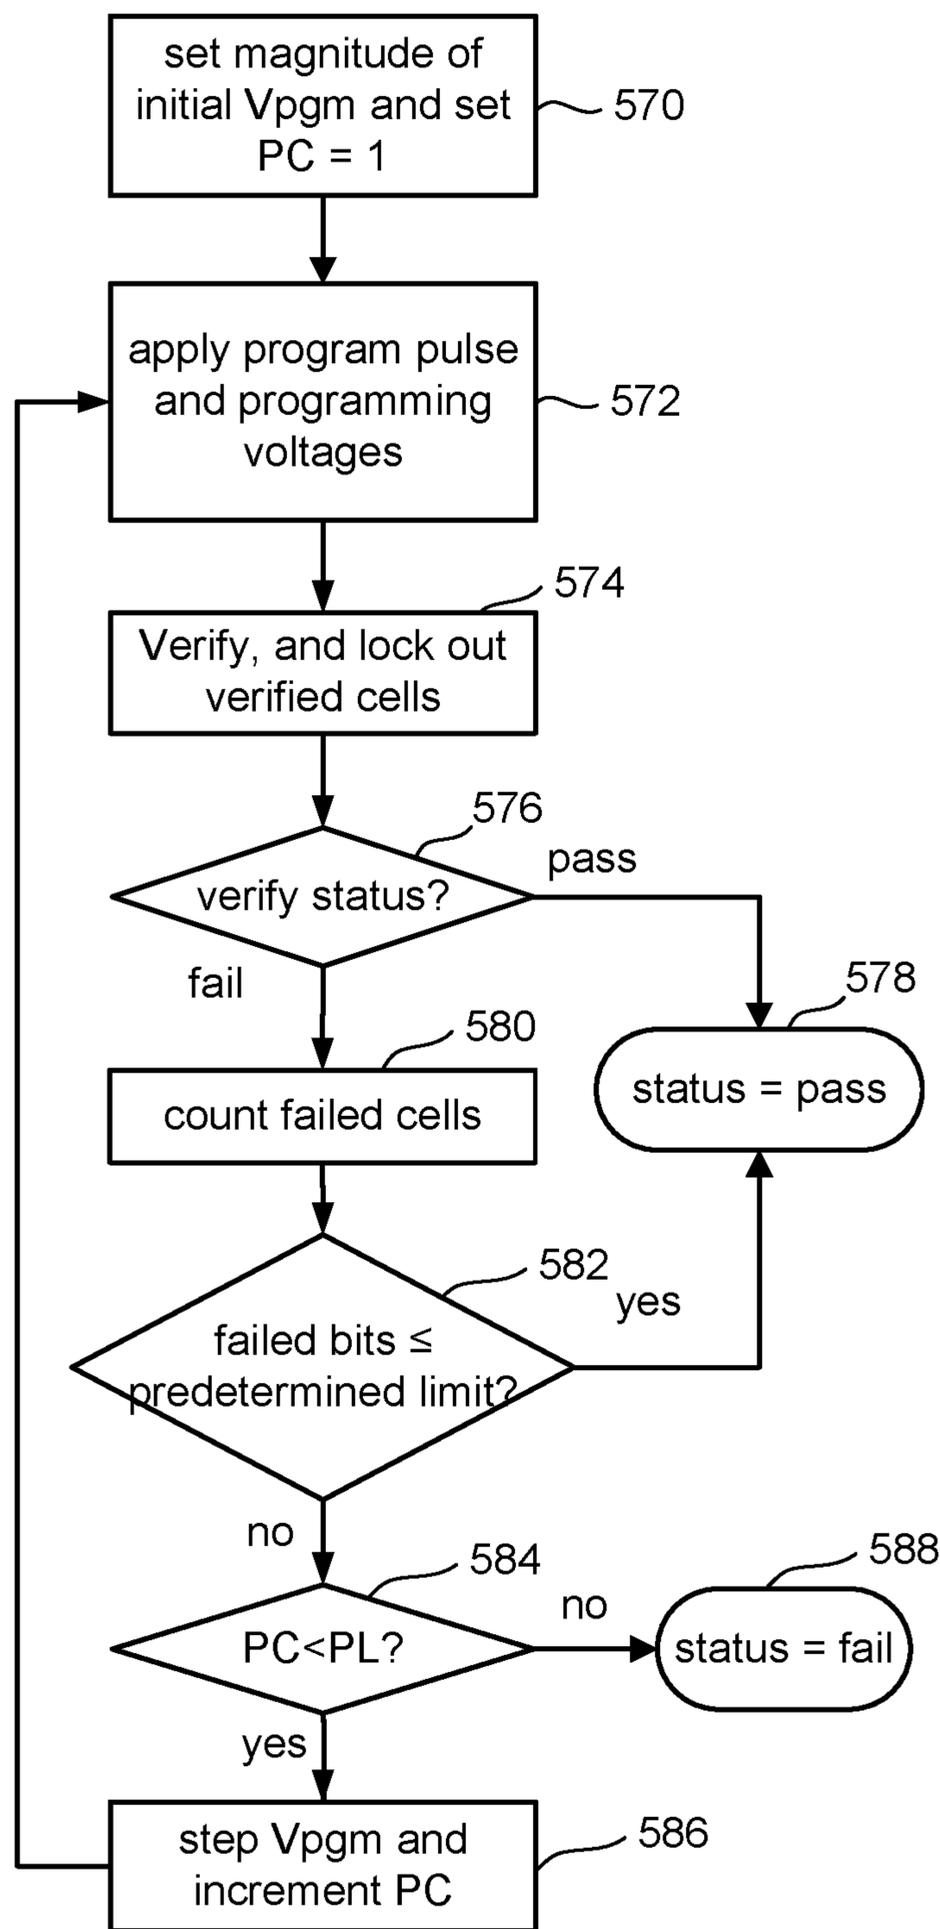 set magnitude of
initial Vpgm and set
PC = 1
570
apply program pulse
and programming
voltages
572
574
Verify, and lock out
verified cells
576
pass
verify status?
fail
578
580
status = pass
count failed cells
582
yes
failed bits ≤
predetermined limit?
no
584
588
no
PC<PL?
status = fail
yes
586
step Vpgm and
increment PC